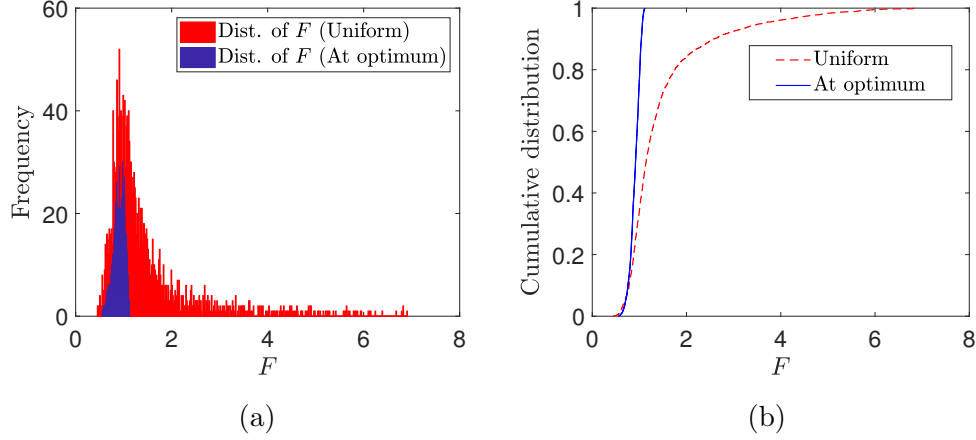 60
40
20
0
0
2
4
6
8
Frequency
F
Dist. of F (Uniform)
Dist. of F (At optimum)
(a)
1
0.8
0.6
0.4
0.2
0
0
2
4
6
8
Cumulative distribution
F
Uniform
At optimum
(b)